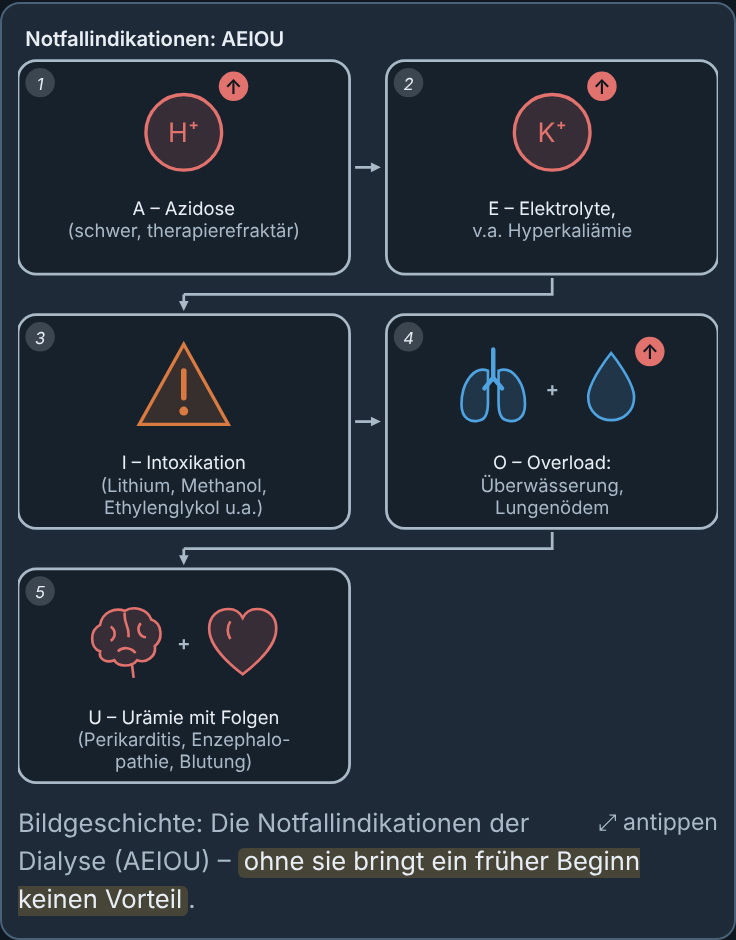 Notfallindikationen: AEIOU
1
H⁺
↑
A – Azidose
(schwer, therapierefraktär)
2
K⁺
↑
E – Elektrolyte,
v.a. Hyperkaliämie
3
I – Intoxikation
(Lithium, Methanol,
Ethylenglykol u.a.)
4
+
↑
O – Overload:
Überwässerung,
Lungenödem
5
+
U – Urämie mit Folgen
(Perikarditis, Enzephalo-
pathie, Blutung)
Bildgeschichte: Die Notfallindikationen der
antippen
Dialyse (AEIOU) – ohne sie bringt ein früher Beginn
keinen Vorteil.